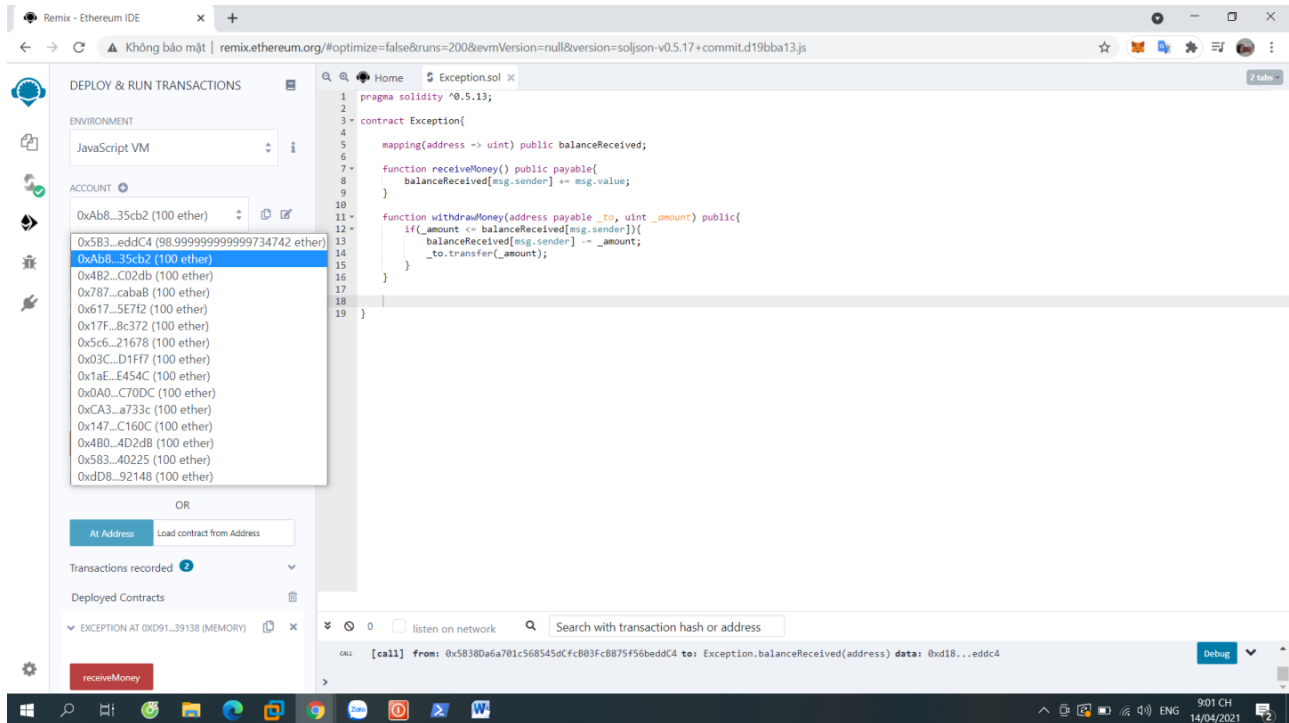 Remix - Ethereum IDE
Không bảo mật | remix.ethereum.org/#optimize=false&runs=200&evmVersion=null&version=soljson-v0.5.17+commit.d19bba13.js
DEPLOY & RUN TRANSACTIONS
ENVIRONMENT
JavaScript VM
ACCOUNT
0xAb8...35cb2 (100 ether)
0x5B3...eddC4 (98.999999999999734742 ether)
0xAb8...35cb2 (100 ether)
0x4B2...C02db (100 ether)
0x787...cabaB (100 ether)
0x617...5E7f2 (100 ether)
0x17F...8c372 (100 ether)
0x5c6...21678 (100 ether)
0x03C...D1Ff7 (100 ether)
0x1aE...E454C (100 ether)
0x0A0...C70DC (100 ether)
0xCA3...a733c (100 ether)
0x147...C160C (100 ether)
0x4B0...4D2dB (100 ether)
0x583...40225 (100 ether)
0xdD8...92148 (100 ether)
OR
At Address Load contract from Address
Transactions recorded 2
Deployed Contracts
EXCEPTION AT 0XD91...39138 (MEMORY)
receiveMoney
Home Exception.sol 2 tabs
1 pragma solidity ^0.5.13;
2
3 contract Exception{
4
5 mapping(address => uint) public balanceReceived;
6
7 function receiveMoney() public payable{
8 balanceReceived[msg.sender] += msg.value;
9 }
10
11 function withdrawMoney(address payable _to, uint _amount) public{
12 if(_amount <= balanceReceived[msg.sender]){
13 balanceReceived[msg.sender] -= _amount;
14 _to.transfer(_amount);
15 }
16 }
17
18
19 }
0 listen on network Search with transaction hash or address
CALL [call] from: 0x5B38Da6a701c568545dCfcB03FcB875f56beddC4 to: Exception.balanceReceived(address) data: 0xd18...eddc4 Debug
>
Zalo
W
ENG
9:01 CH
14/04/2021
2